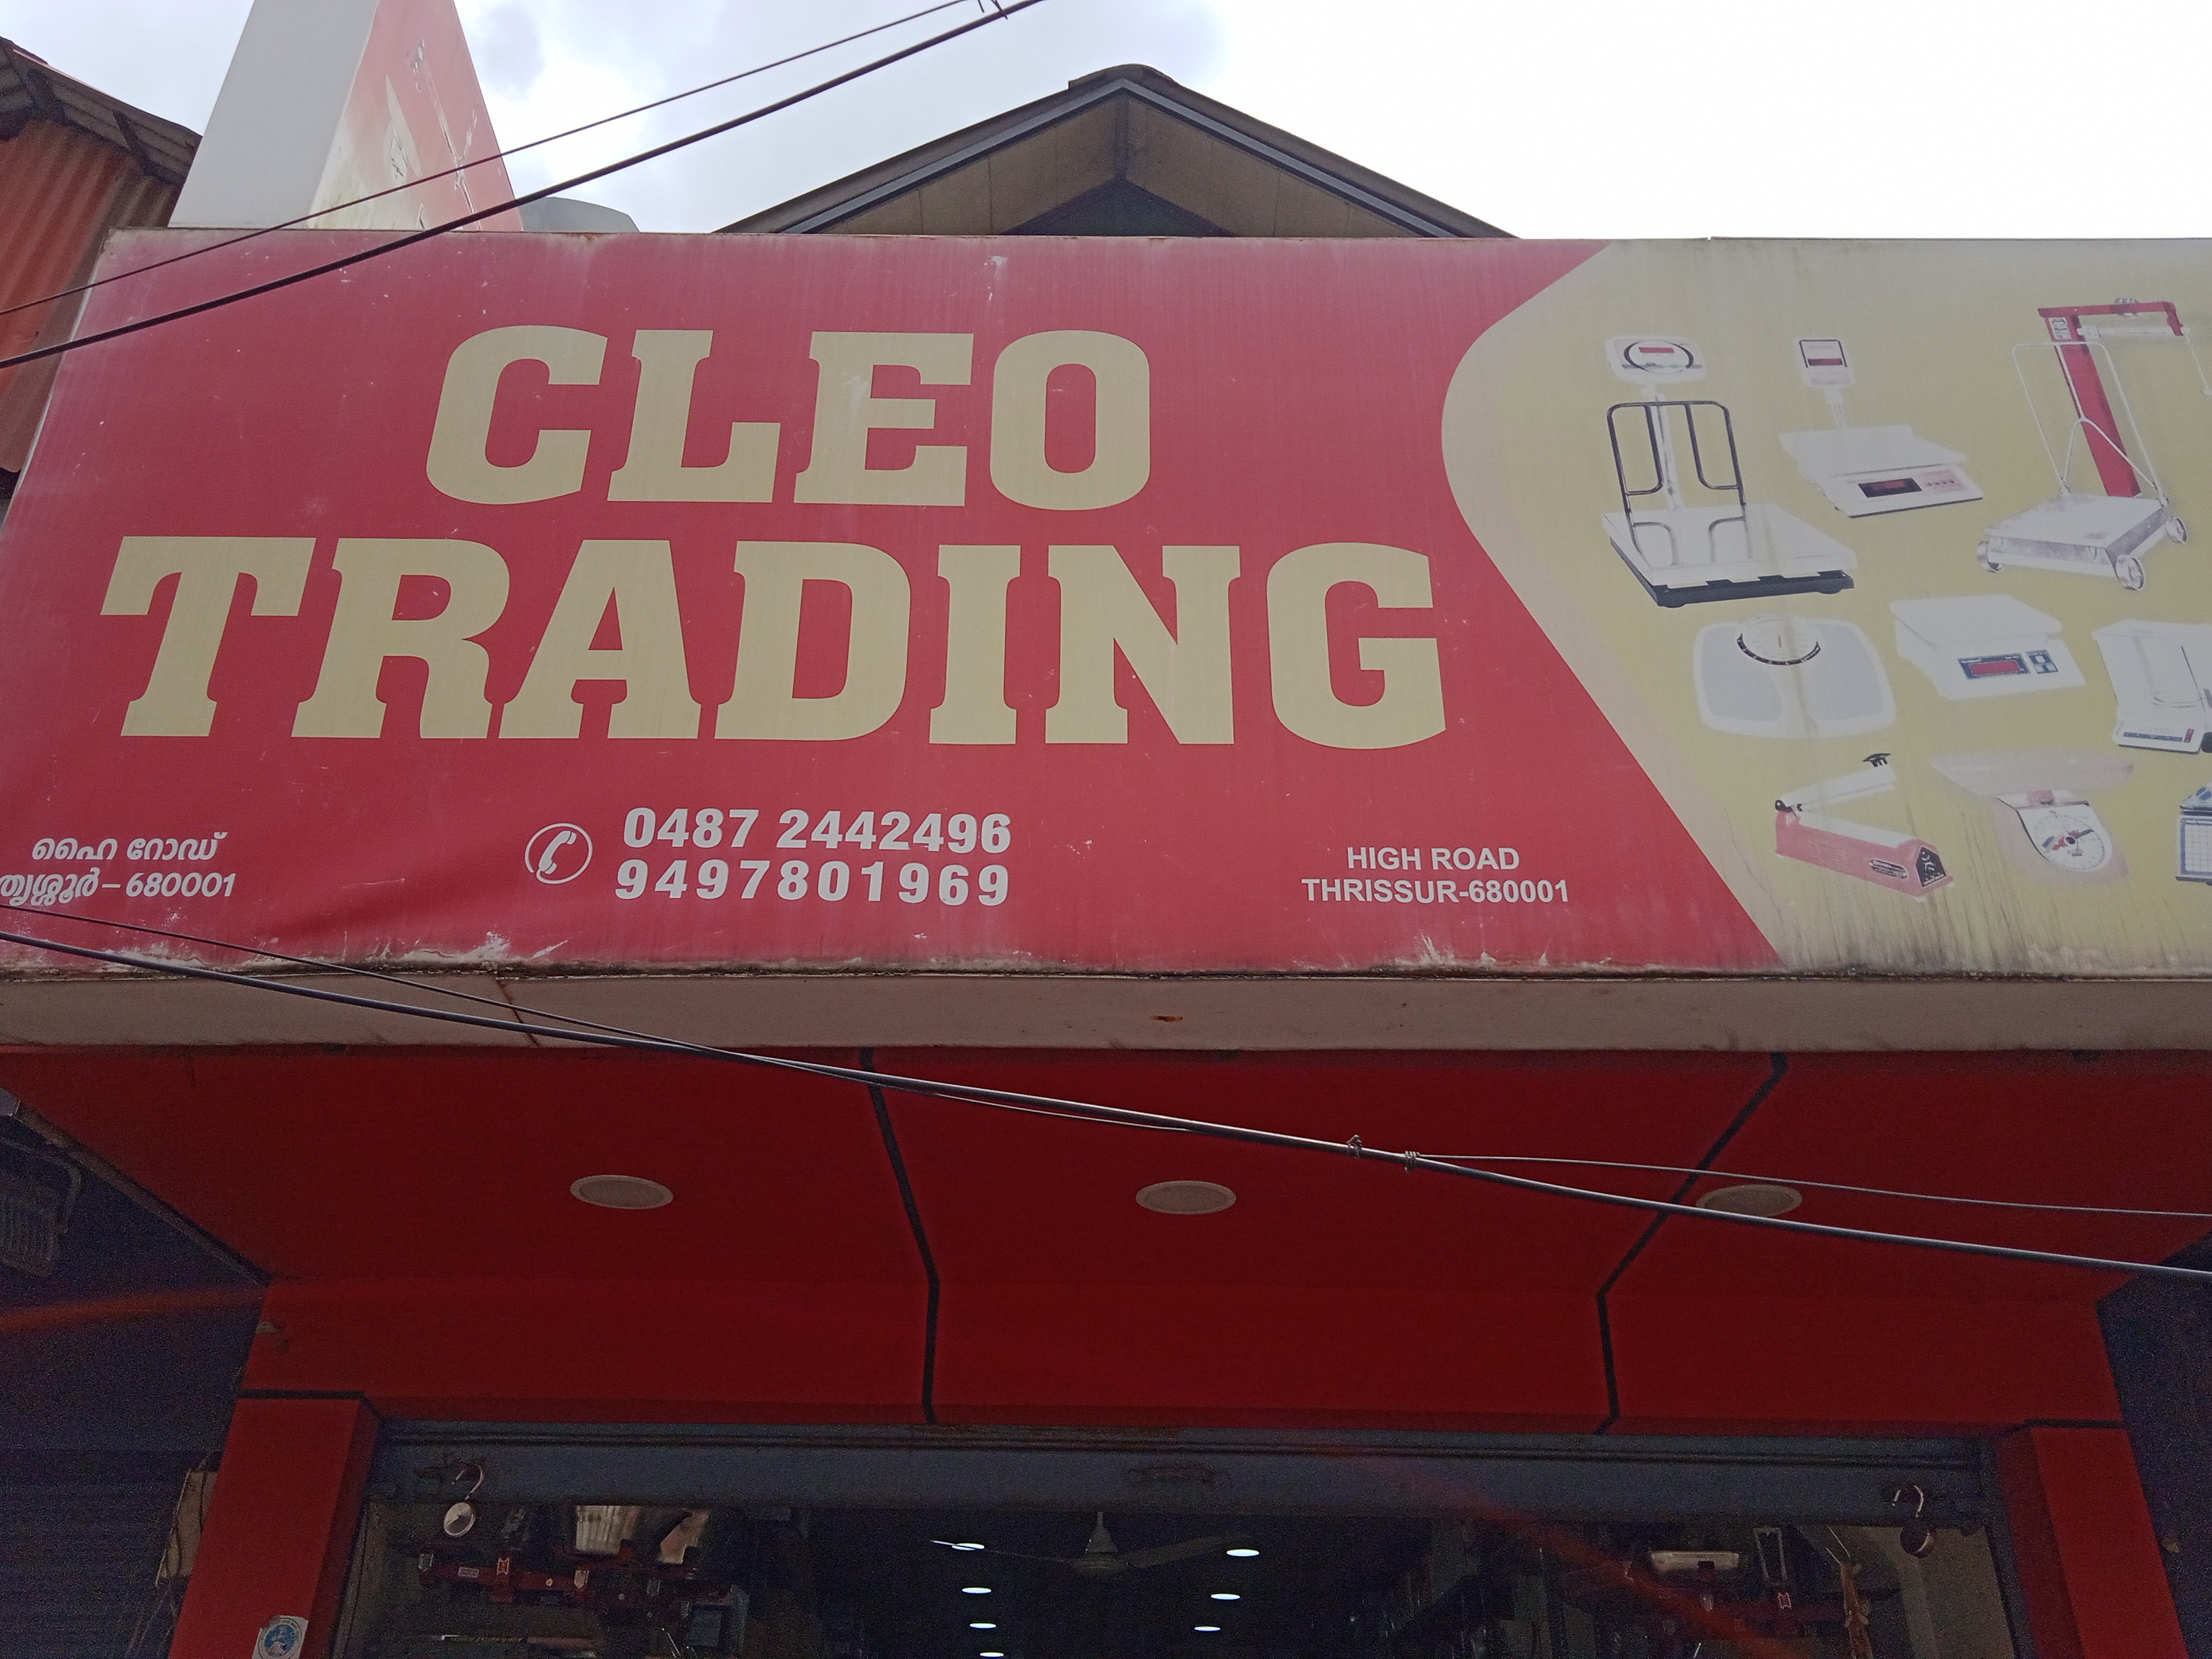 CLEO
TRADING
ഹൈ റോഡ്
തൃശ്ശൂർ – 680001
0487 2442496
9497801969
HIGH ROAD
THRISSUR-680001